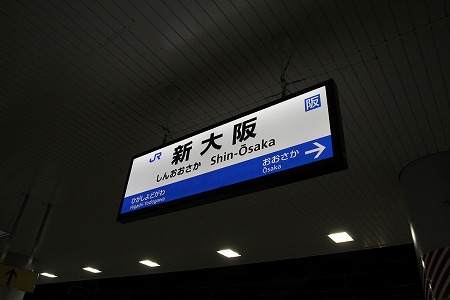 阪
JR 新大阪
しんおおさか Shin-Ōsaka
ひがしよどがわ おおさか →
Higashi-Yodogawa Ōsaka